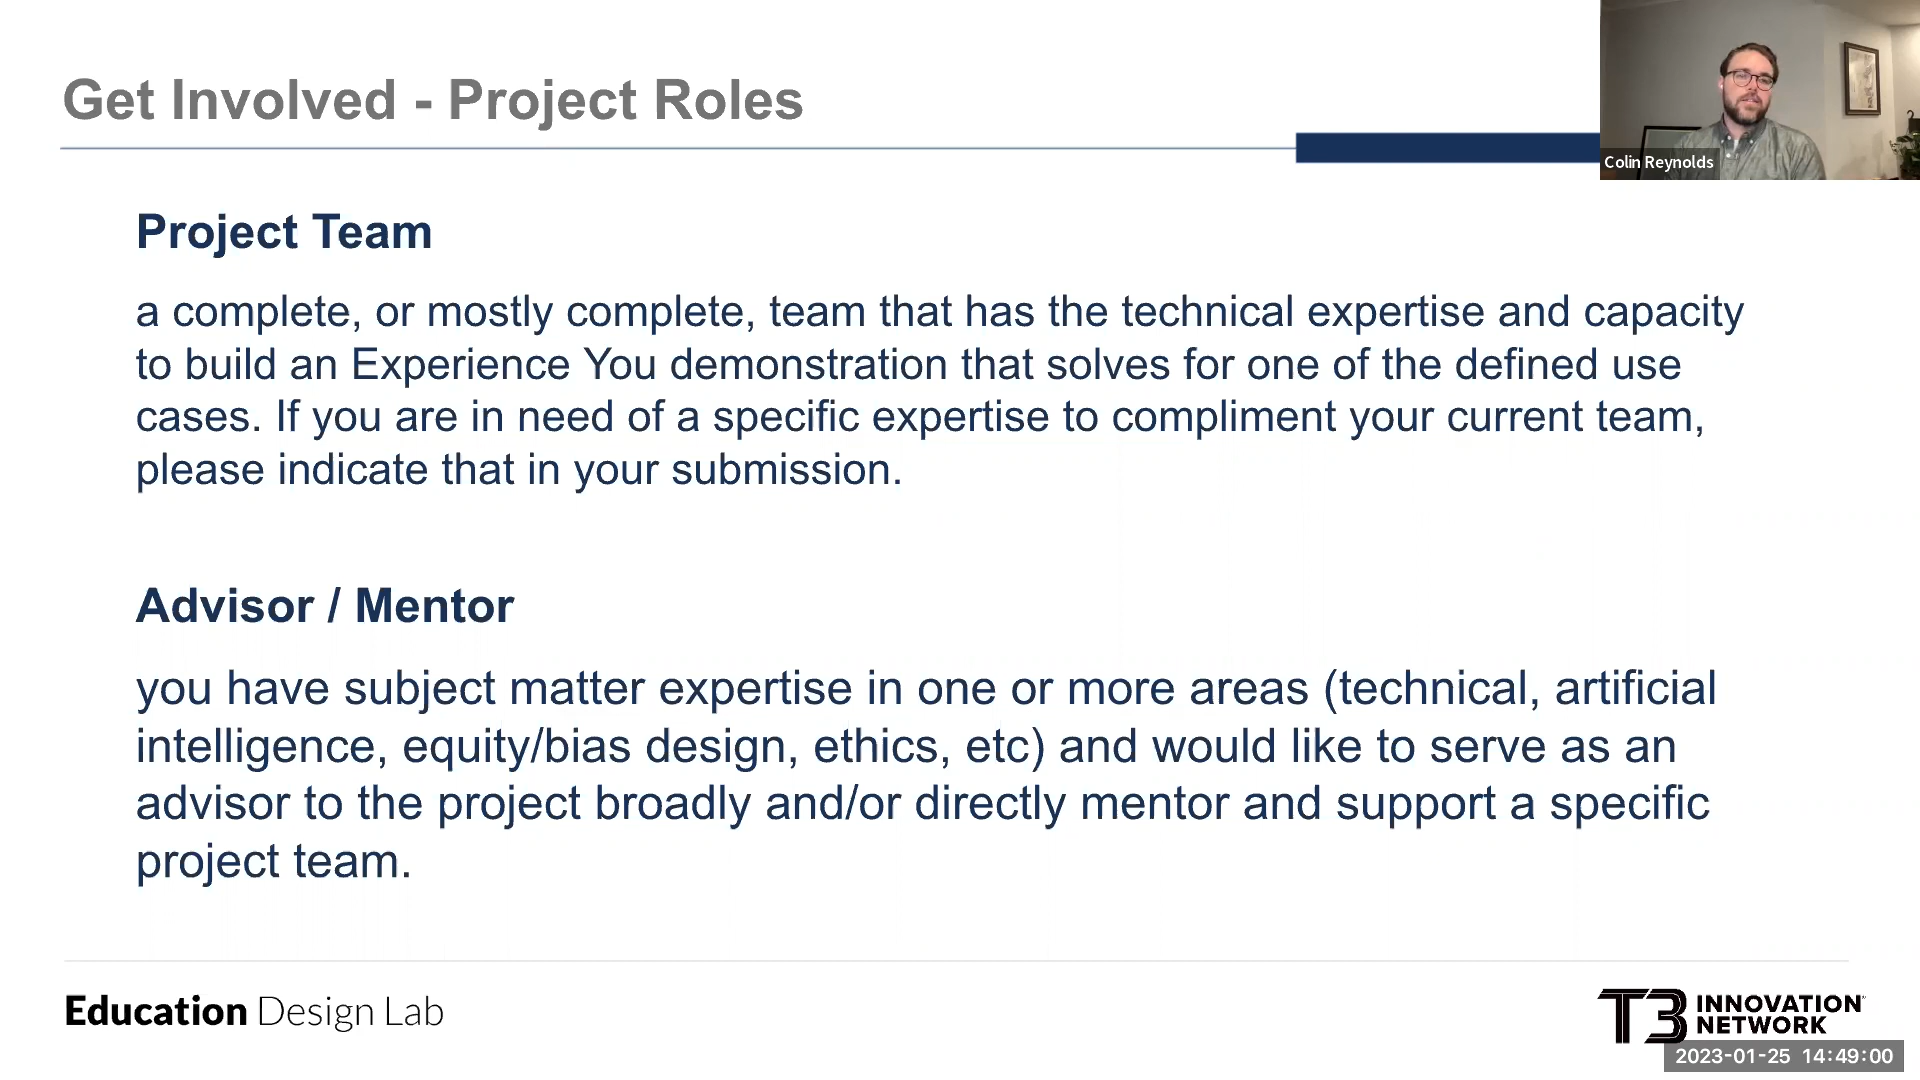 Get Involved - Project Roles
Colin Reynolds
Project Team
a complete, or mostly complete, team that has the technical expertise and capacity
to build an Experience You demonstration that solves for one of the defined use
cases. If you are in need of a specific expertise to compliment your current team,
please indicate that in your submission.
Advisor / Mentor
you have subject matter expertise in one or more areas (technical, artificial
intelligence, equity/bias design, ethics, etc) and would like to serve as an
advisor to the project broadly and/or directly mentor and support a specific
project team.
Education Design Lab
T3 INNOVATION
NETWORK
2023-01-25 14:49:00